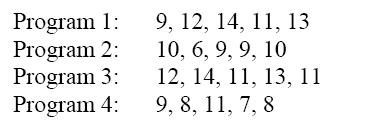 Program 1: 9, 12, 14, 11, 13
Program 2: 10, 6, 9, 9, 10
Program 3: 12, 14, 11, 13, 11
Program 4: 9, 8, 11, 7, 8